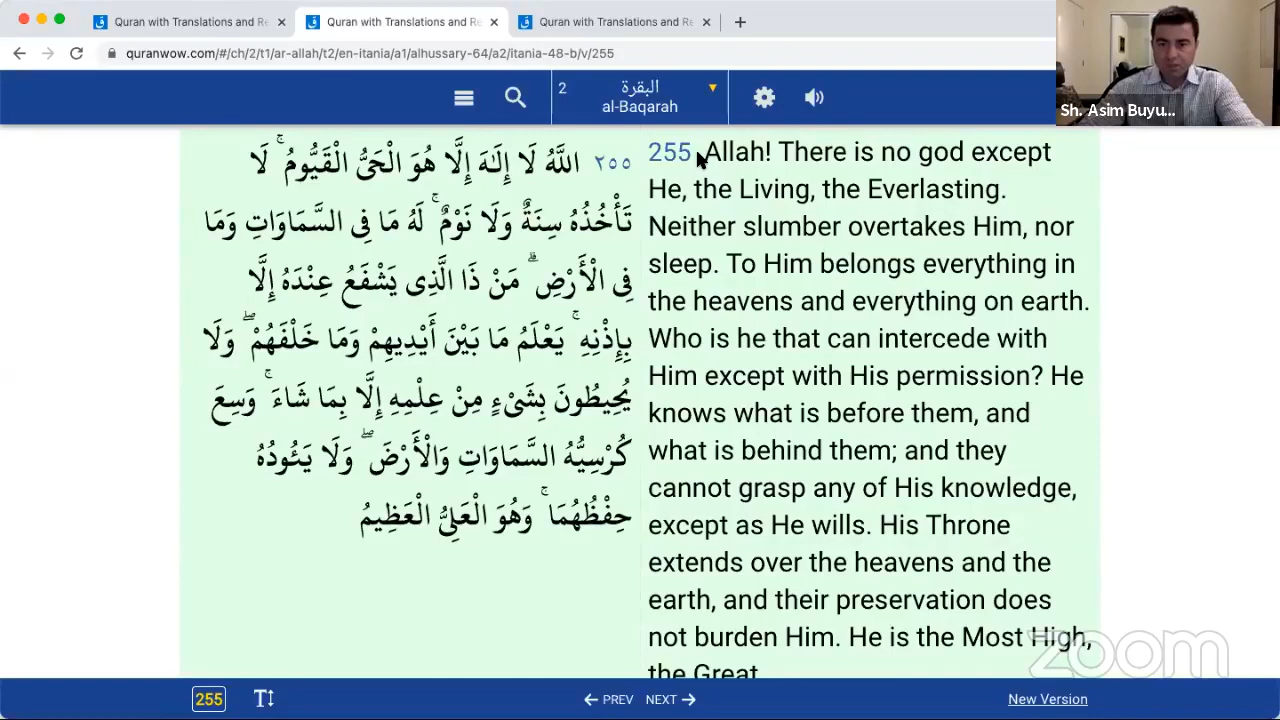 Quran with Translations and Re
Quran with Translations and Re
Quran with Translations and Re
quranwow.com/#/ch/2/t1/ar-allah/t2/en-itania/a1/alhussary-64/a2/itania-48-b/v/255
Sh. Asim Buyu...
2
البقرة
al-Baqarah
٢٥٥ اللَّهُ لَا إِلَـٰهَ إِلَّا هُوَ الْحَىُّ الْقَيُّومُ ۚ لَا
تَأْخُذُهُ سِنَةٌ وَلَا نَوْمٌ ۚ لَهُ مَا فِى السَّمَاوَاتِ وَمَا
فِى الْأَرْضِ ۗ مَنْ ذَا الَّذِى يَشْفَعُ عِنْدَهُ إِلَّا
بِإِذْنِهِ ۚ يَعْلَمُ مَا بَيْنَ أَيْدِيهِمْ وَمَا خَلْفَهُمْ ۖ وَلَا
يُحِيطُونَ بِشَىْءٍ مِنْ عِلْمِهِ إِلَّا بِمَا شَاءَ ۚ وَسِعَ
كُرْسِيُّهُ السَّمَاوَاتِ وَالْأَرْضَ ۖ وَلَا يَئُودُهُ
حِفْظُهُمَا ۚ وَهُوَ الْعَلِىُّ الْعَظِيمُ
255 Allah! There is no god except
He, the Living, the Everlasting.
Neither slumber overtakes Him, nor
sleep. To Him belongs everything in
the heavens and everything on earth.
Who is he that can intercede with
Him except with His permission? He
knows what is before them, and
what is behind them; and they
cannot grasp any of His knowledge,
except as He wills. His Throne
extends over the heavens and the
earth, and their preservation does
not burden Him. He is the Most High,
the Great
zoom
255
T↕
← PREV NEXT →
New Version